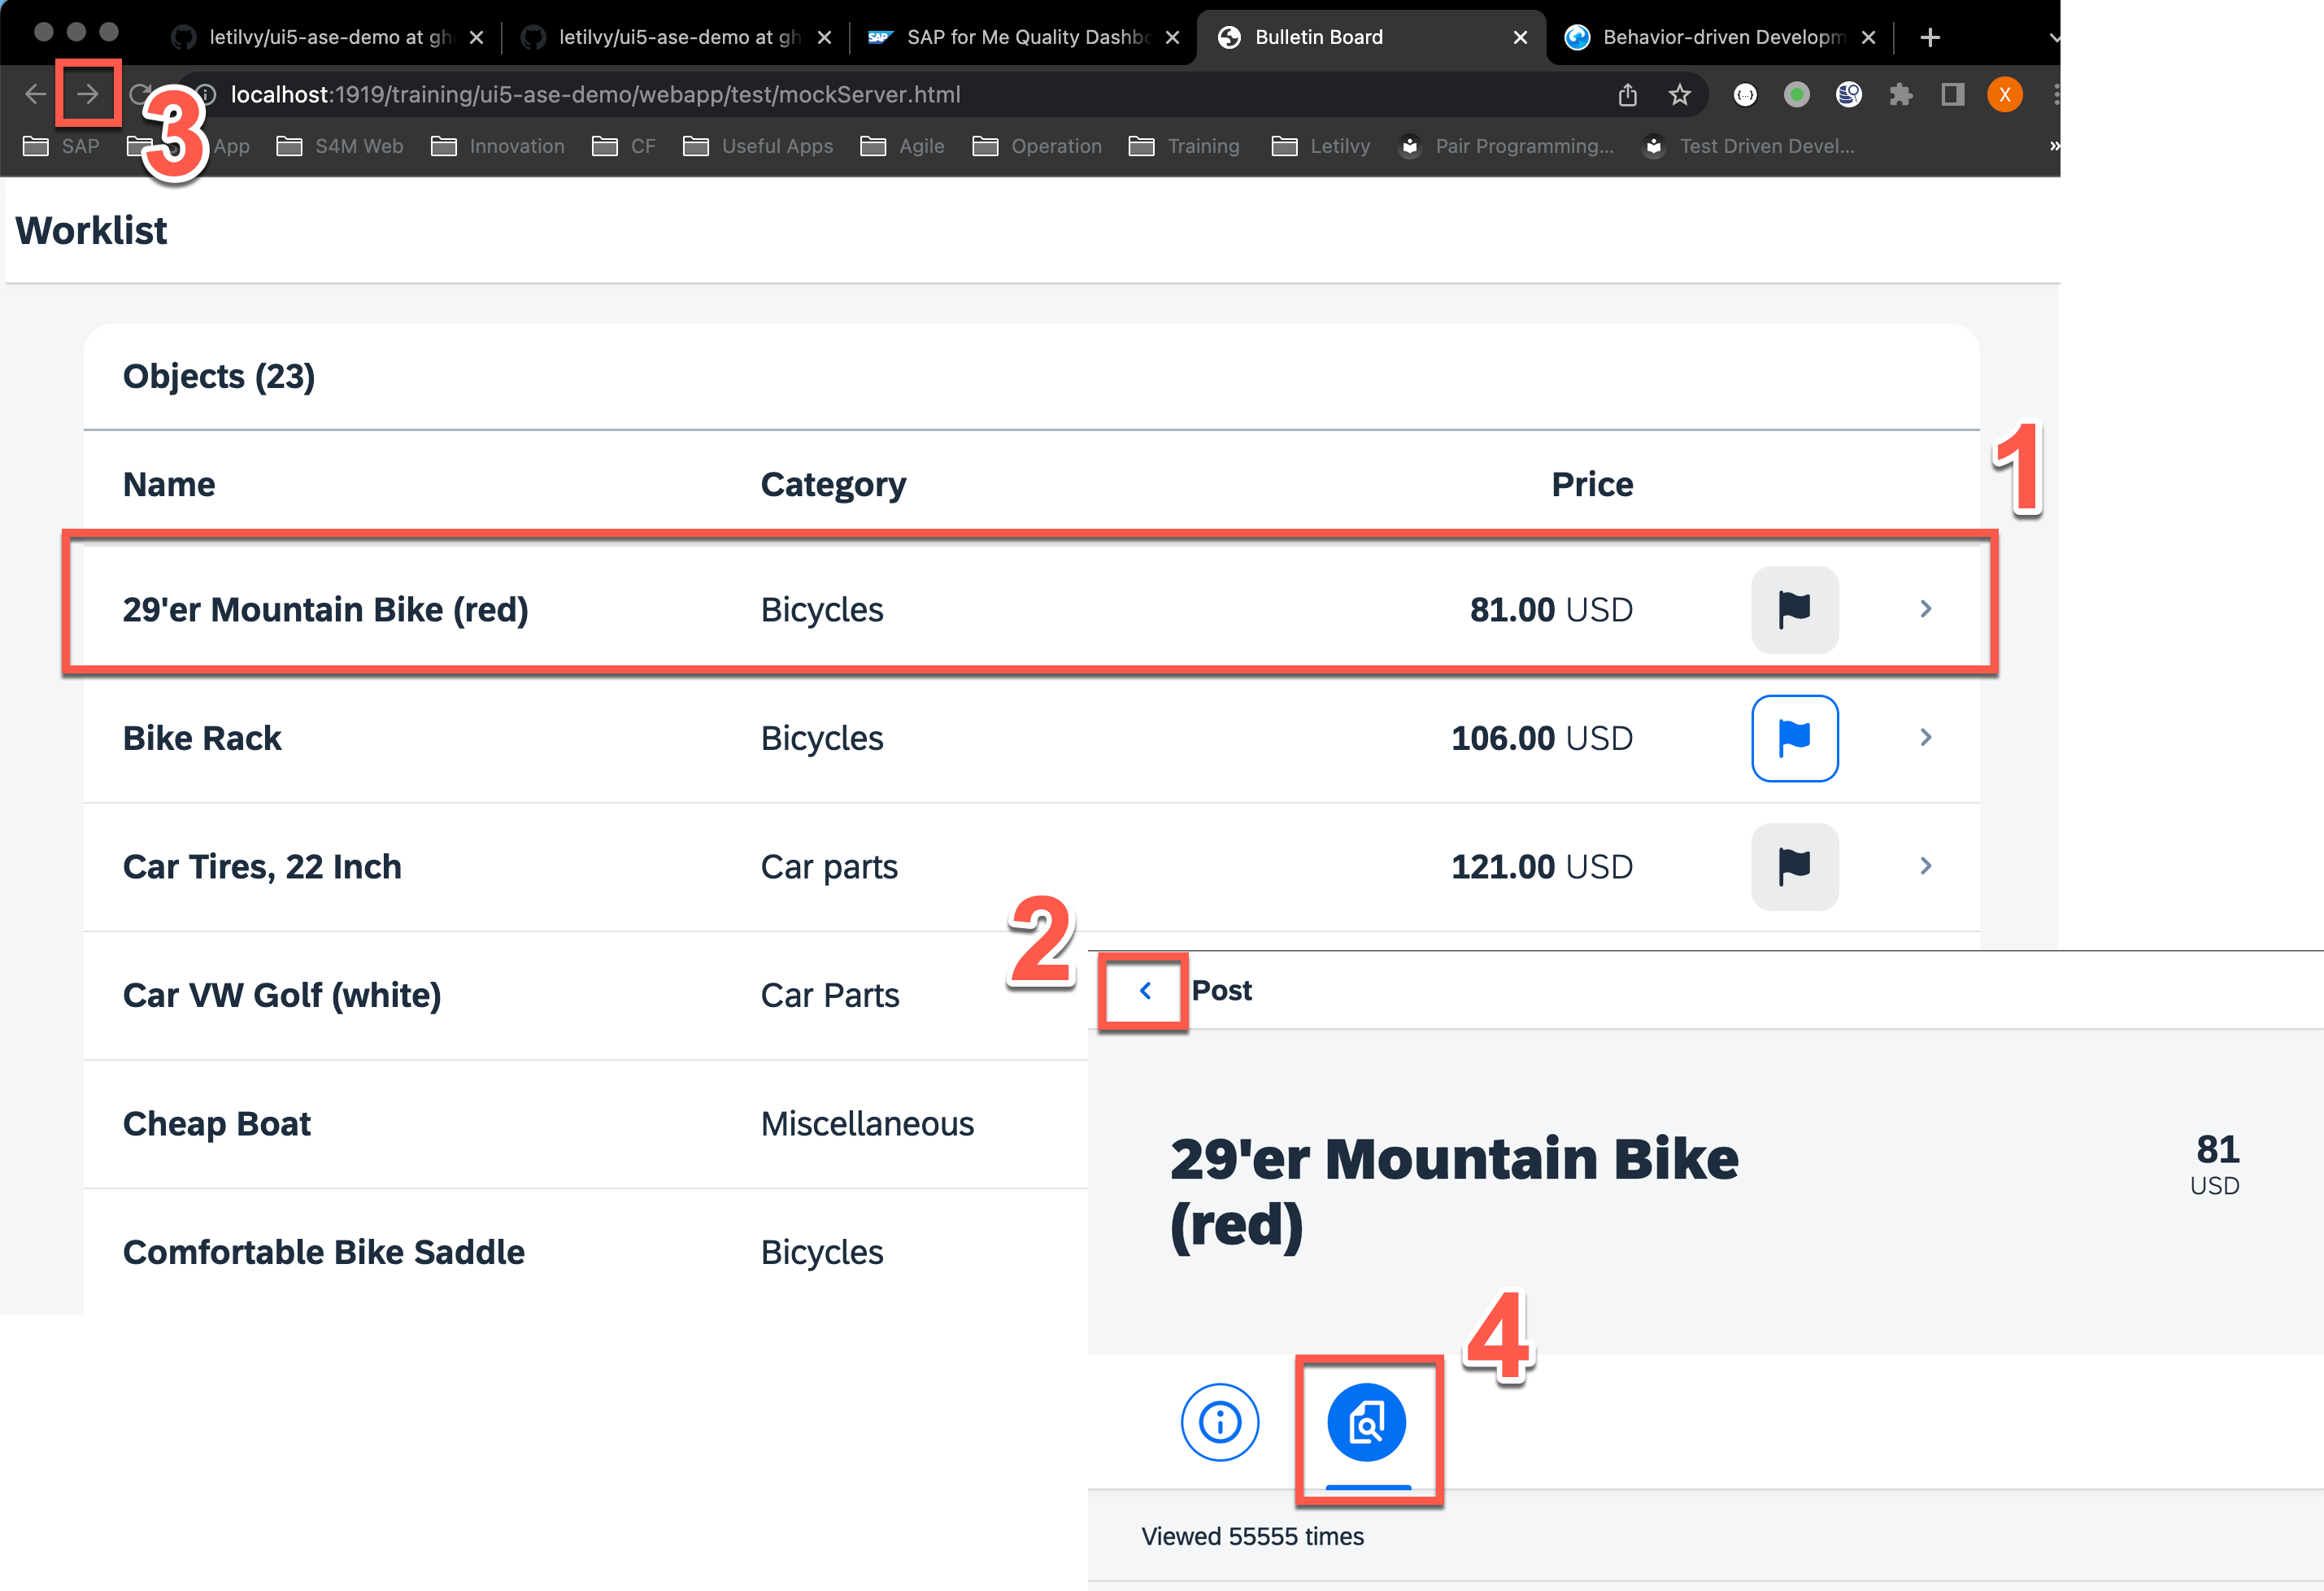 letilvy/ui5-ase-demo at gh
letilvy/ui5-ase-demo at gh
SAP SAP for Me Quality Dashbo
Bulletin Board
Behavior-driven Developm
localhost:1919/training/ui5-ase-demo/webapp/test/mockServer.html
X
3
SAP
App
S4M Web
Innovation
CF
Useful Apps
Agile
Operation
Training
Letilvy
Pair Programming...
Test Driven Devel...
»
Worklist
Objects (23)
1
Name Category Price
29'er Mountain Bike (red) Bicycles 81.00 USD
Bike Rack Bicycles 106.00 USD
Car Tires, 22 Inch Car parts 121.00 USD
Car VW Golf (white) Car Parts
Cheap Boat Miscellaneous
Comfortable Bike Saddle Bicycles
2
Post
29'er Mountain Bike
(red)
81
USD
4
Viewed 55555 times